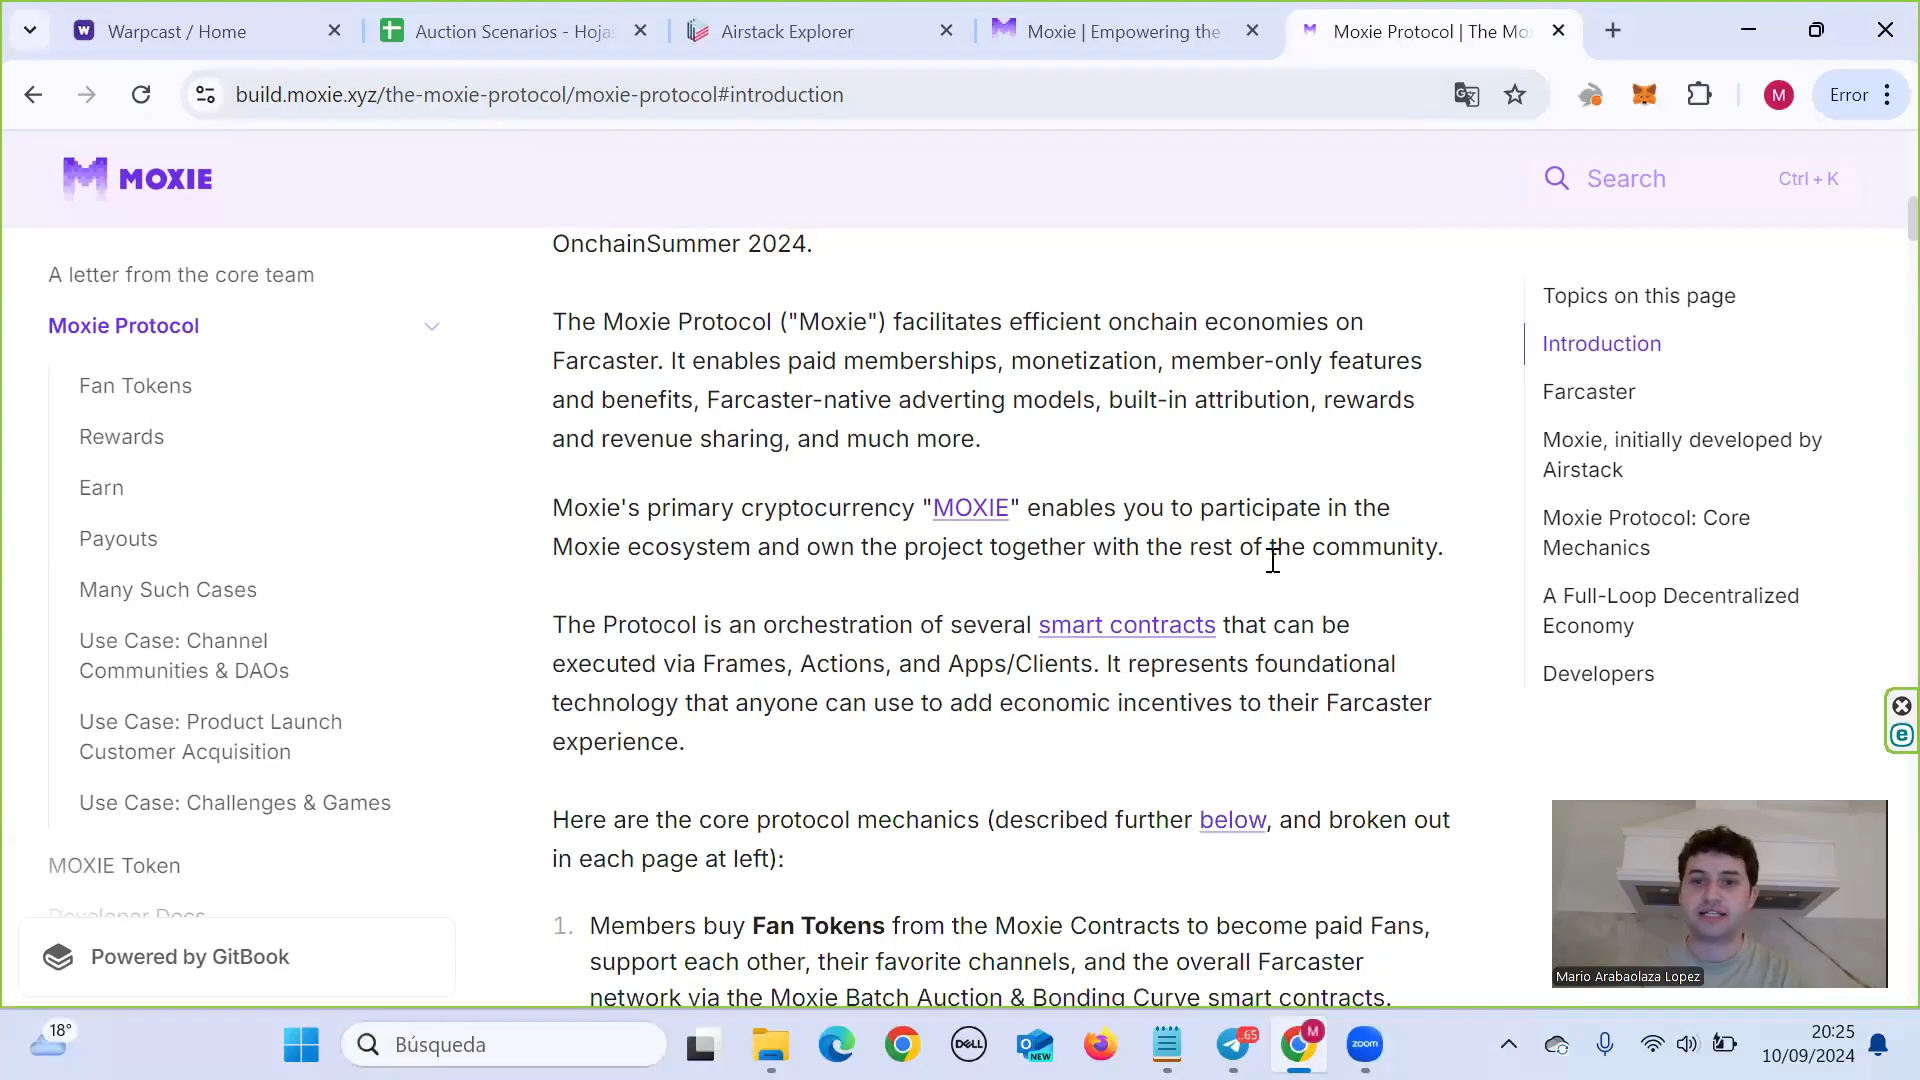 Warpcast / Home
Auction Scenarios - Hojas
Airstack Explorer
Moxie | Empowering the
Moxie Protocol | The Mo
build.moxie.xyz/the-moxie-protocol/moxie-protocol#introduction
M
Error
MOXIE
Search
Ctrl + K
A letter from the core team
Moxie Protocol
Fan Tokens
Rewards
Earn
Payouts
Many Such Cases
Use Case: Channel
Communities & DAOs
Use Case: Product Launch
Customer Acquisition
Use Case: Challenges & Games
MOXIE Token
Developer Docs
Powered by GitBook
OnchainSummer 2024.
The Moxie Protocol ("Moxie") facilitates efficient onchain economies on
Farcaster. It enables paid memberships, monetization, member-only features
and benefits, Farcaster-native adverting models, built-in attribution, rewards
and revenue sharing, and much more.
Moxie's primary cryptocurrency "MOXIE" enables you to participate in the
Moxie ecosystem and own the project together with the rest of the community.
The Protocol is an orchestration of several smart contracts that can be
executed via Frames, Actions, and Apps/Clients. It represents foundational
technology that anyone can use to add economic incentives to their Farcaster
experience.
Here are the core protocol mechanics (described further below, and broken out
in each page at left):
1. Members buy Fan Tokens from the Moxie Contracts to become paid Fans,
support each other, their favorite channels, and the overall Farcaster
network via the Moxie Batch Auction & Bonding Curve smart contracts.
Topics on this page
Introduction
Farcaster
Moxie, initially developed by
Airstack
Moxie Protocol: Core
Mechanics
A Full-Loop Decentralized
Economy
Developers
Mario Arabaolaza Lopez
18°
Búsqueda
DELL
NEW
..65
M
zoom
20:25
10/09/2024